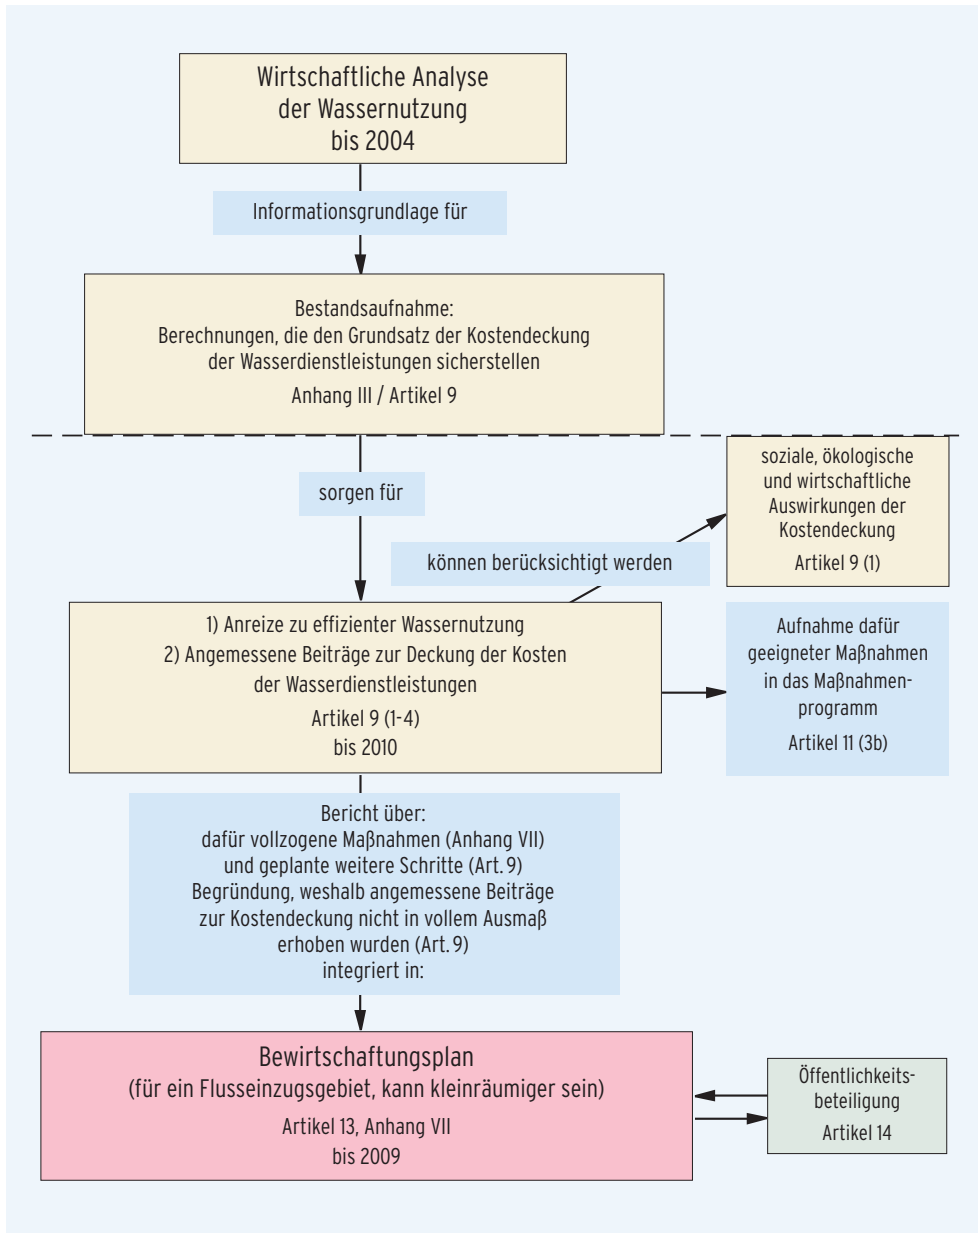 Wirtschaftliche Analyse
der Wassernutzung
bis 2004
Informationsgrundlage für
Bestandsaufnahme:
Berechnungen, die den Grundsatz der Kostendeckung
der Wasserdienstleistungen sicherstellen
Anhang III / Artikel 9
sorgen für
soziale, ökologische
und wirtschaftliche
Auswirkungen der
Kostendeckung
Artikel 9 (1)
können berücksichtigt werden
1) Anreize zu effizienter Wassernutzung
2) Angemessene Beiträge zur Deckung der Kosten
der Wasserdienstleistungen
Artikel 9 (1-4)
bis 2010
Aufnahme dafür
geeigneter Maßnahmen
in das Maßnahmen-
programm
Artikel 11 (3b)
Bericht über:
dafür vollzogene Maßnahmen (Anhang VII)
und geplante weitere Schritte (Art. 9)
Begründung, weshalb angemessene Beiträge
zur Kostendeckung nicht in vollem Ausmaß
erhoben wurden (Art. 9)
integriert in:
Bewirtschaftungsplan
(für ein Flusseinzugsgebiet, kann kleinräumiger sein)
Artikel 13, Anhang VII
bis 2009
Öffentlichkeits-
beteiligung
Artikel 14